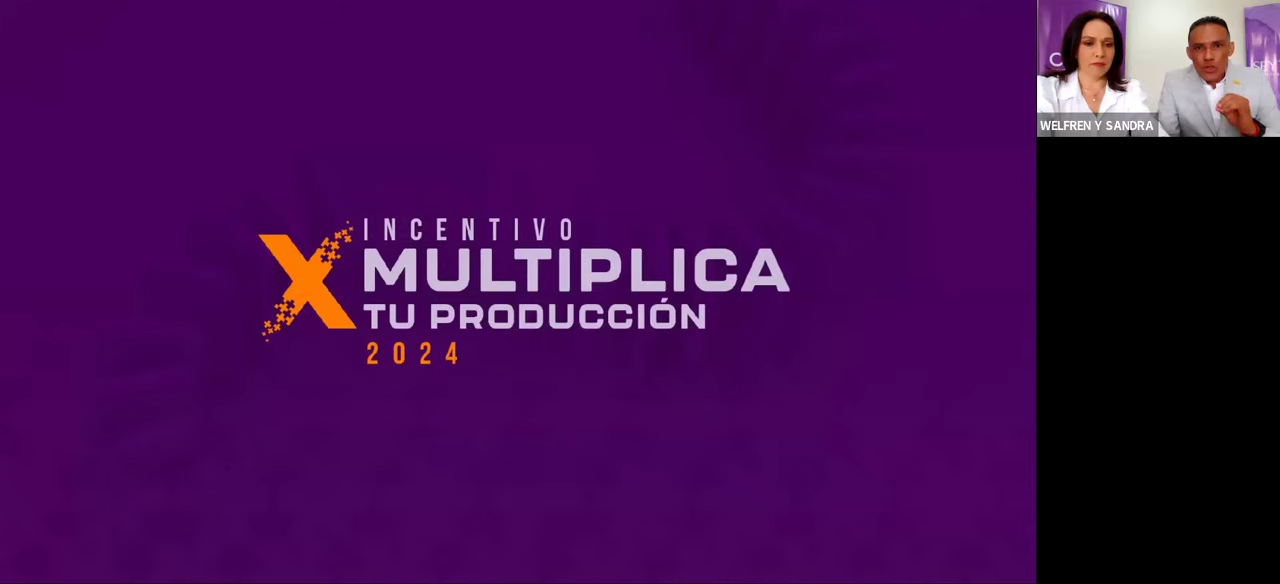 INCENTIVO
X MULTIPLICA
TU PRODUCCIÓN
2024
WELFREN Y SANDRA